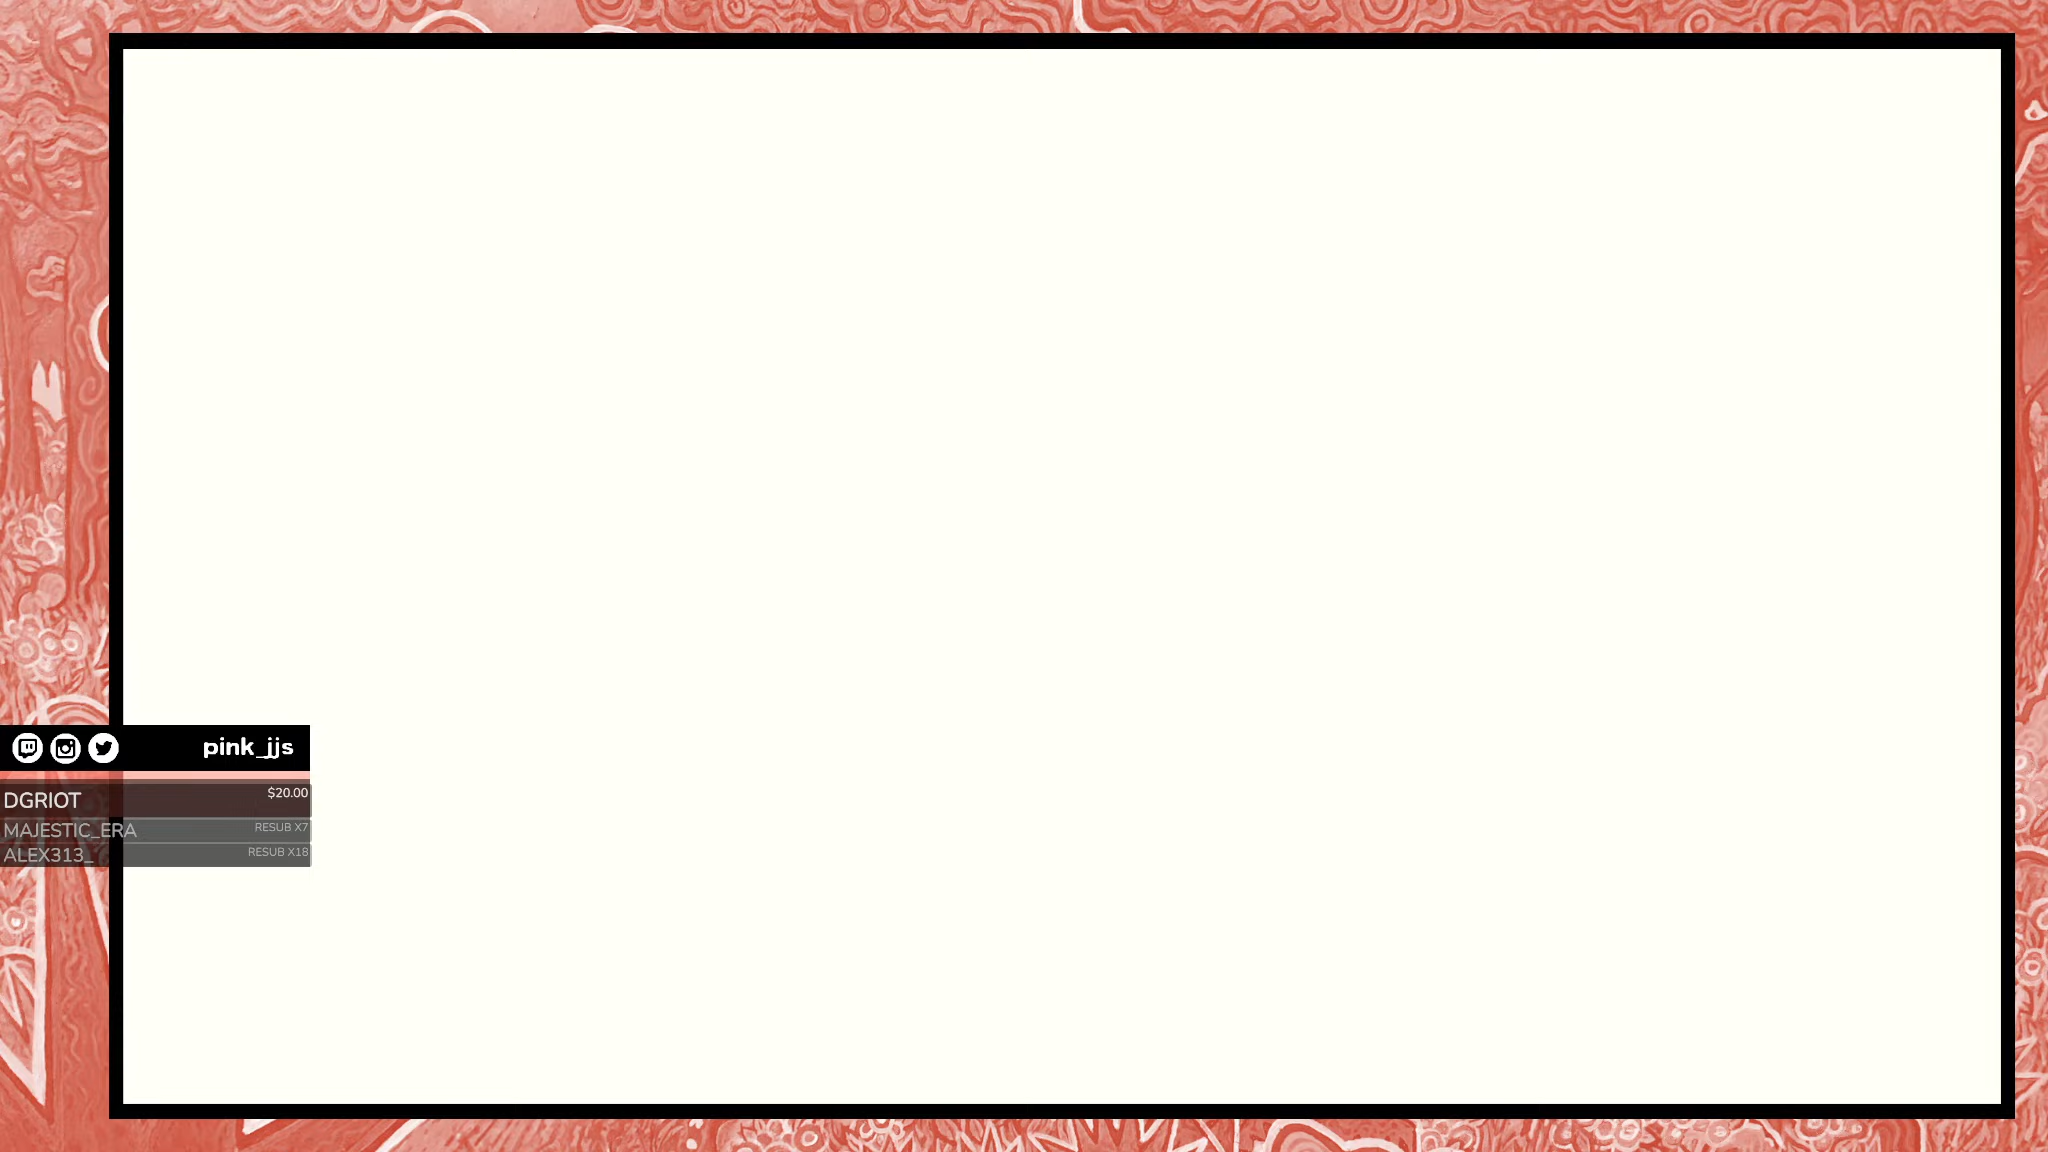 pink_jjs
DGRIOT $20.00
MAJESTIC_ERA RESUB X7
ALEX313_ RESUB X18